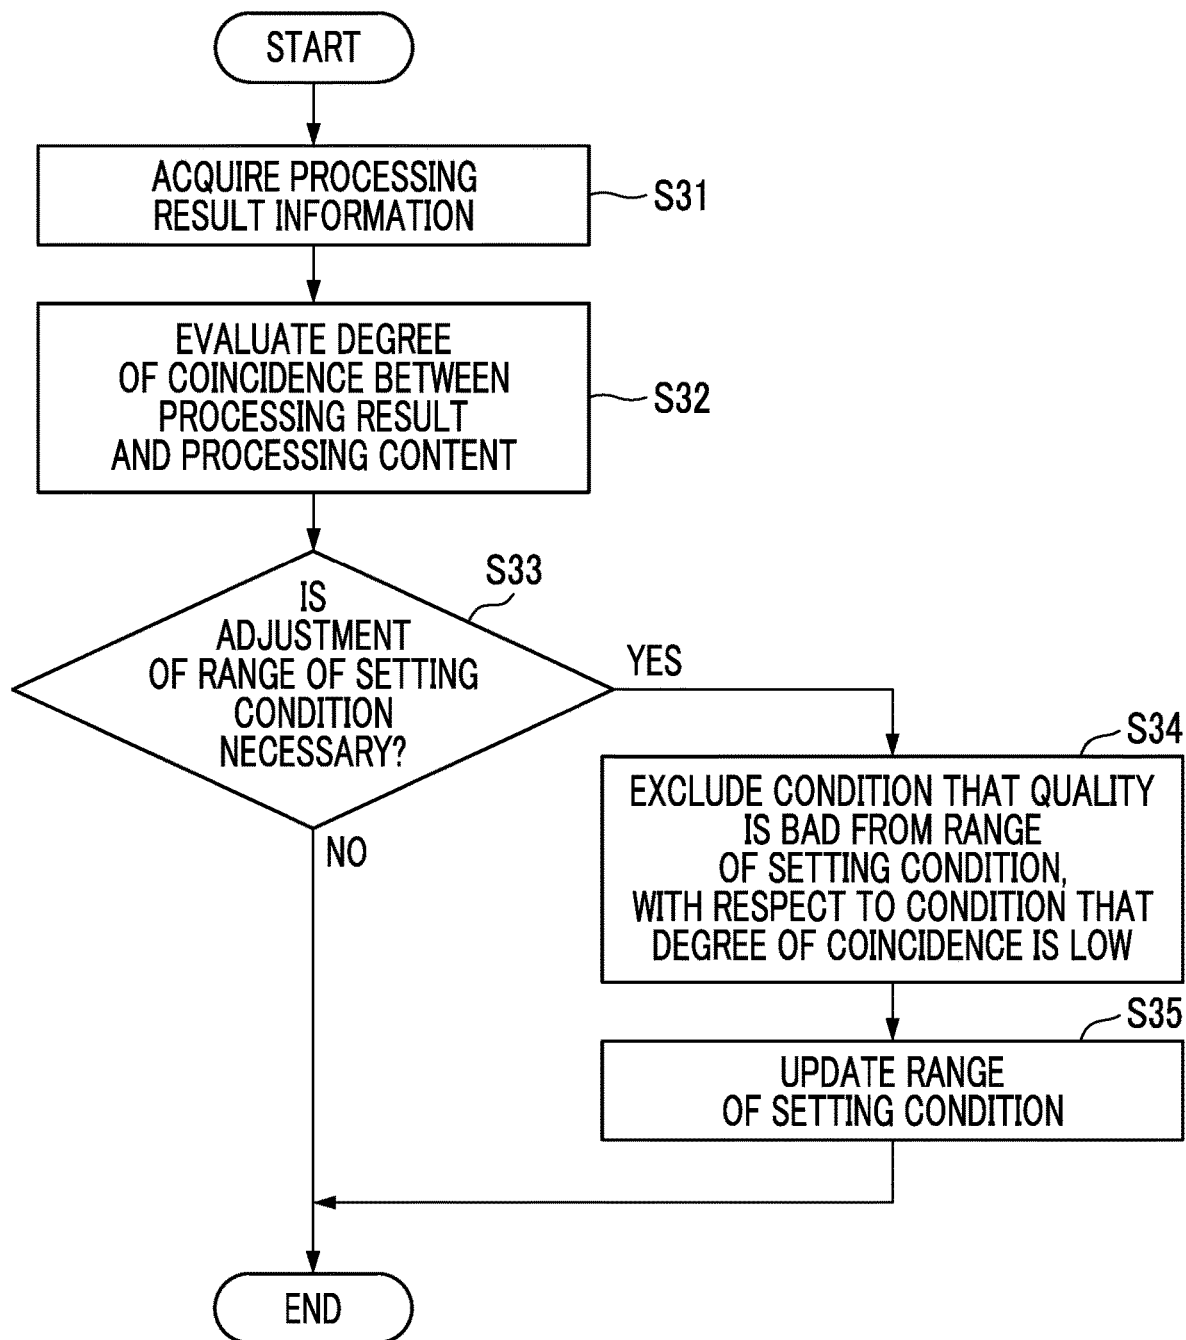 START
ACQUIRE PROCESSING
RESULT INFORMATION
S31
EVALUATE DEGREE
OF COINCIDENCE BETWEEN
PROCESSING RESULT
AND PROCESSING CONTENT
S32
S33
IS
ADJUSTMENT
OF RANGE OF SETTING
CONDITION
NECESSARY?
YES
NO
S34
EXCLUDE CONDITION THAT QUALITY
IS BAD FROM RANGE
OF SETTING CONDITION,
WITH RESPECT TO CONDITION THAT
DEGREE OF COINCIDENCE IS LOW
S35
UPDATE RANGE
OF SETTING CONDITION
END